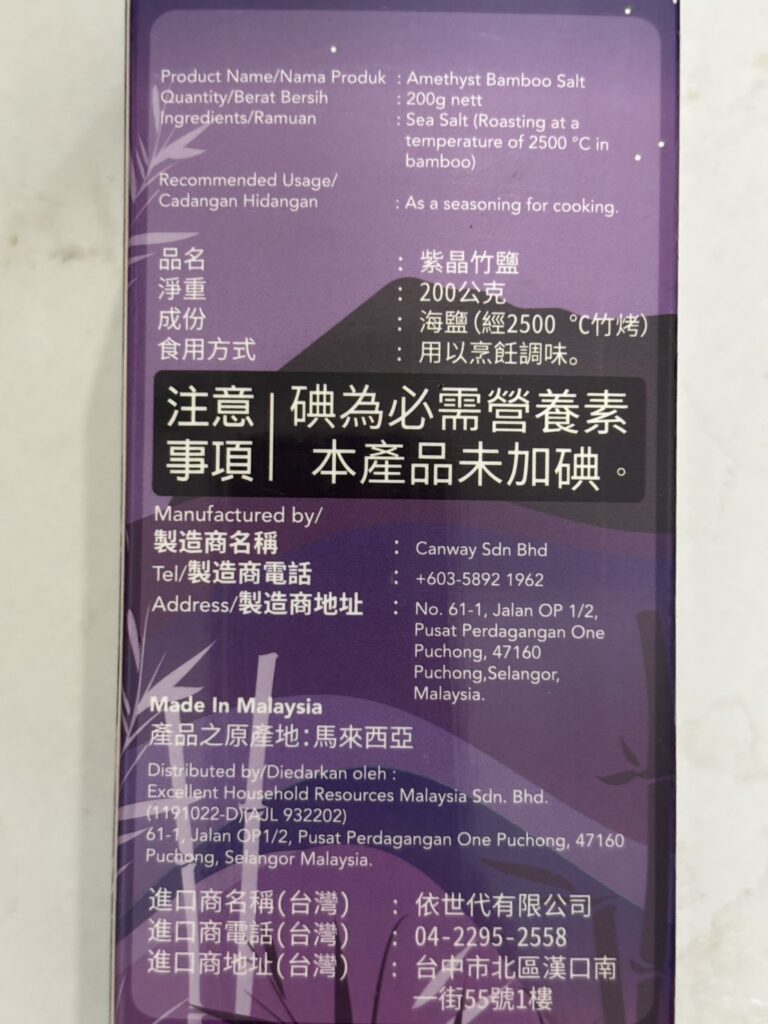 Product Name/Nama Produk : Amethyst Bamboo Salt
Quantity/Berat Bersih : 200g nett
Ingredients/Ramuan : Sea Salt (Roasting at a
temperature of 2500 °C in
bamboo)
Recommended Usage/
Cadangan Hidangan : As a seasoning for cooking.
品名 : 紫晶竹鹽
淨重 : 200公克
成份 : 海鹽(經2500 °C竹烤)
食用方式 : 用以烹飪調味。
注意事項 | 碘為必需營養素
本產品未加碘。
Manufactured by/
製造商名稱 : Canway Sdn Bhd
Tel/製造商電話 : +603-5892 1962
Address/製造商地址 : No. 61-1, Jalan OP 1/2,
Pusat Perdagangan One
Puchong, 47160
Puchong,Selangor,
Malaysia.
Made In Malaysia
產品之原產地:馬來西亞
Distributed by/Diedarkan oleh :
Excellent Household Resources Malaysia Sdn. Bhd.
(1191022-D)(AJL 932202)
61-1, Jalan OP1/2, Pusat Perdagangan One Puchong, 47160
Puchong, Selangor Malaysia.
進口商名稱(台灣) : 依世代有限公司
進口商電話(台灣) : 04-2295-2558
進口商地址(台灣) : 台中市北區漢口南
一街55號1樓